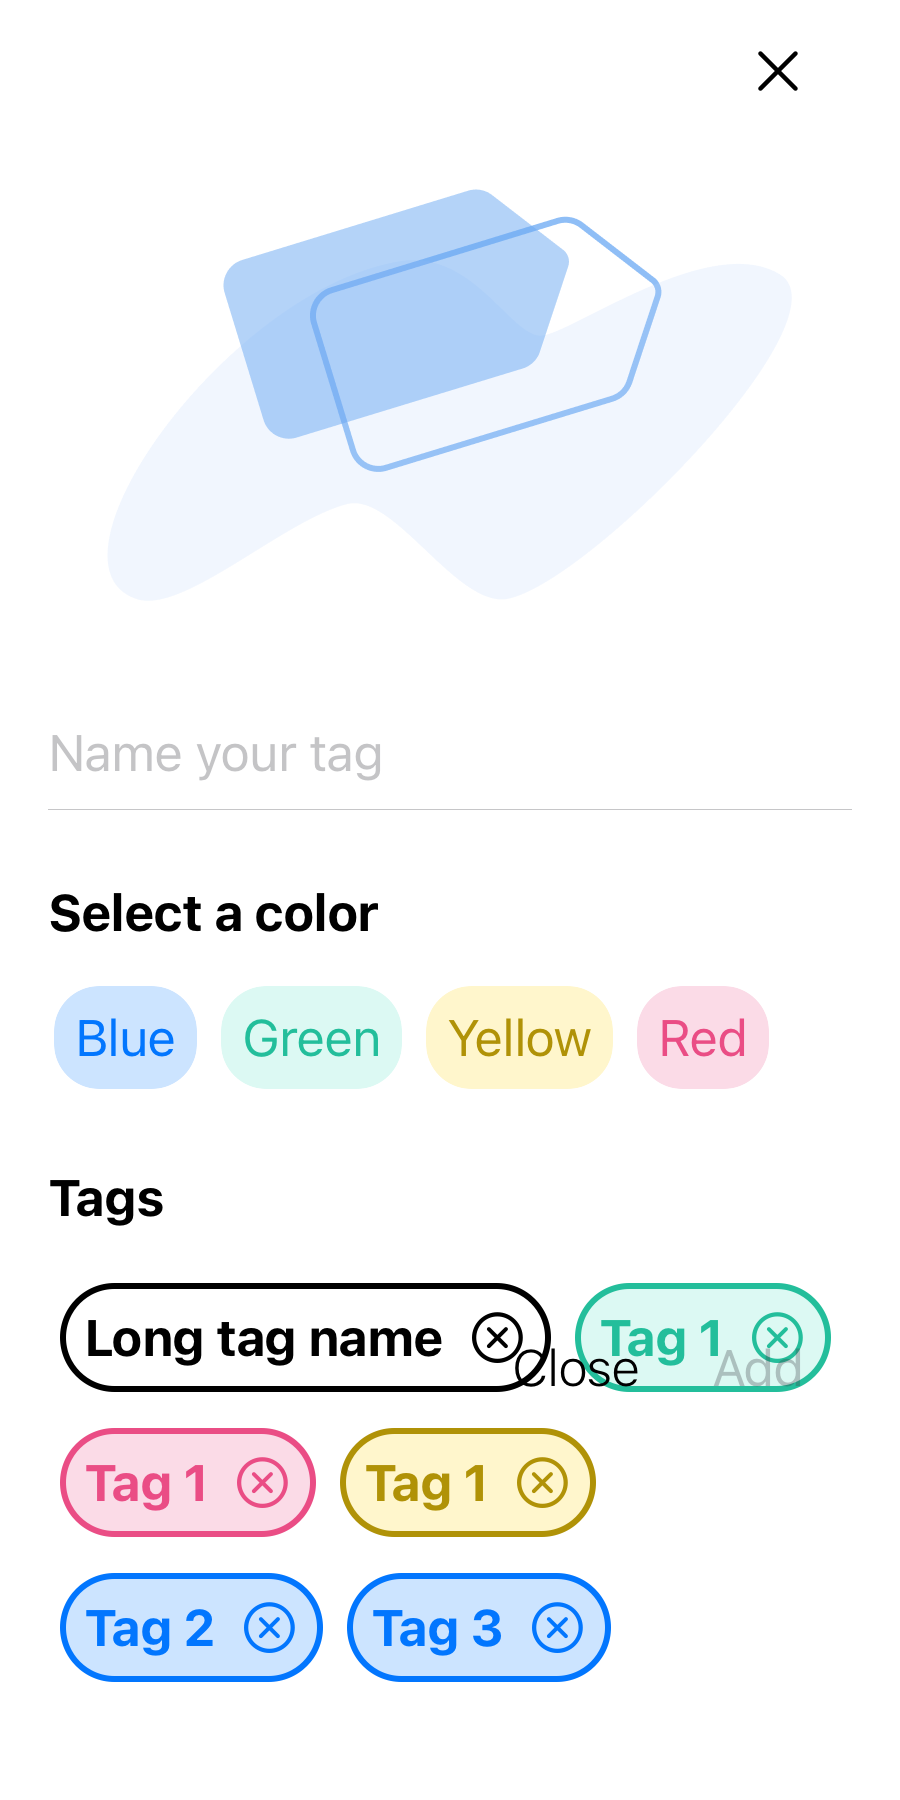 Name your tag
Select a color
Blue Green Yellow Red
Tags
Long tag name Tag 1
Close Add
Tag 1 Tag 1
Tag 2 Tag 3